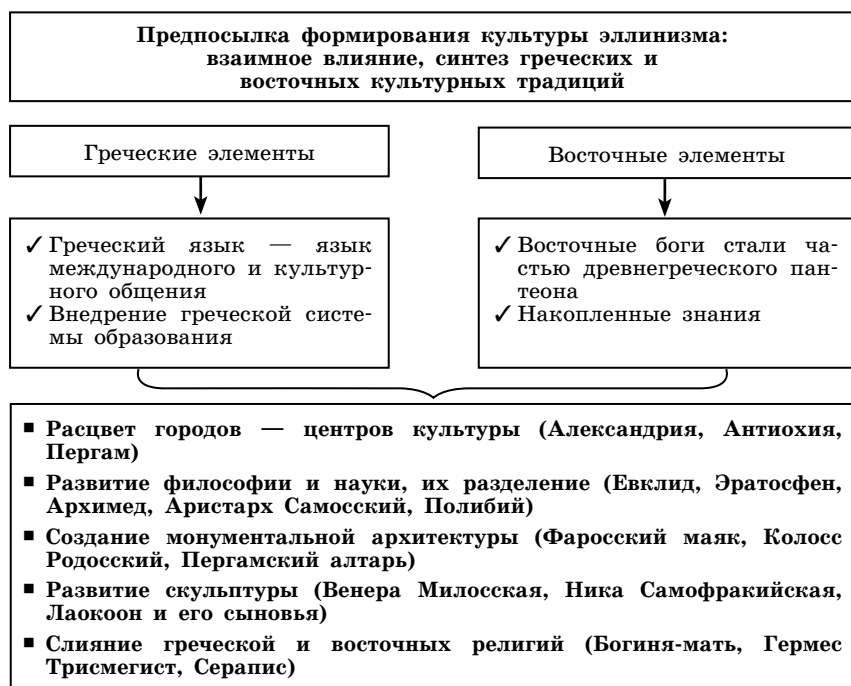 Предпосылка формирования культуры эллинизма:
взаимное влияние, синтез греческих и
восточных культурных традиций
Греческие элементы
Восточные элементы
✓ Греческий язык — язык
международного и культур-
ного общения
✓ Внедрение греческой систе-
мы образования
✓ Восточные боги стали ча-
стью древнегреческого пан-
теона
✓ Накопленные знания
▪ Расцвет городов — центров культуры (Александрия, Антиохия,
Пергам)
▪ Развитие философии и науки, их разделение (Евклид, Эратосфен,
Архимед, Аристарх Самосский, Полибий)
▪ Создание монументальной архитектуры (Фаросский маяк, Колосс
Родосский, Пергамский алтарь)
▪ Развитие скульптуры (Венера Милосская, Ника Самофракийская,
Лаокоон и его сыновья)
▪ Слияние греческой и восточных религий (Богиня-мать, Гермес
Трисмегист, Серапис)